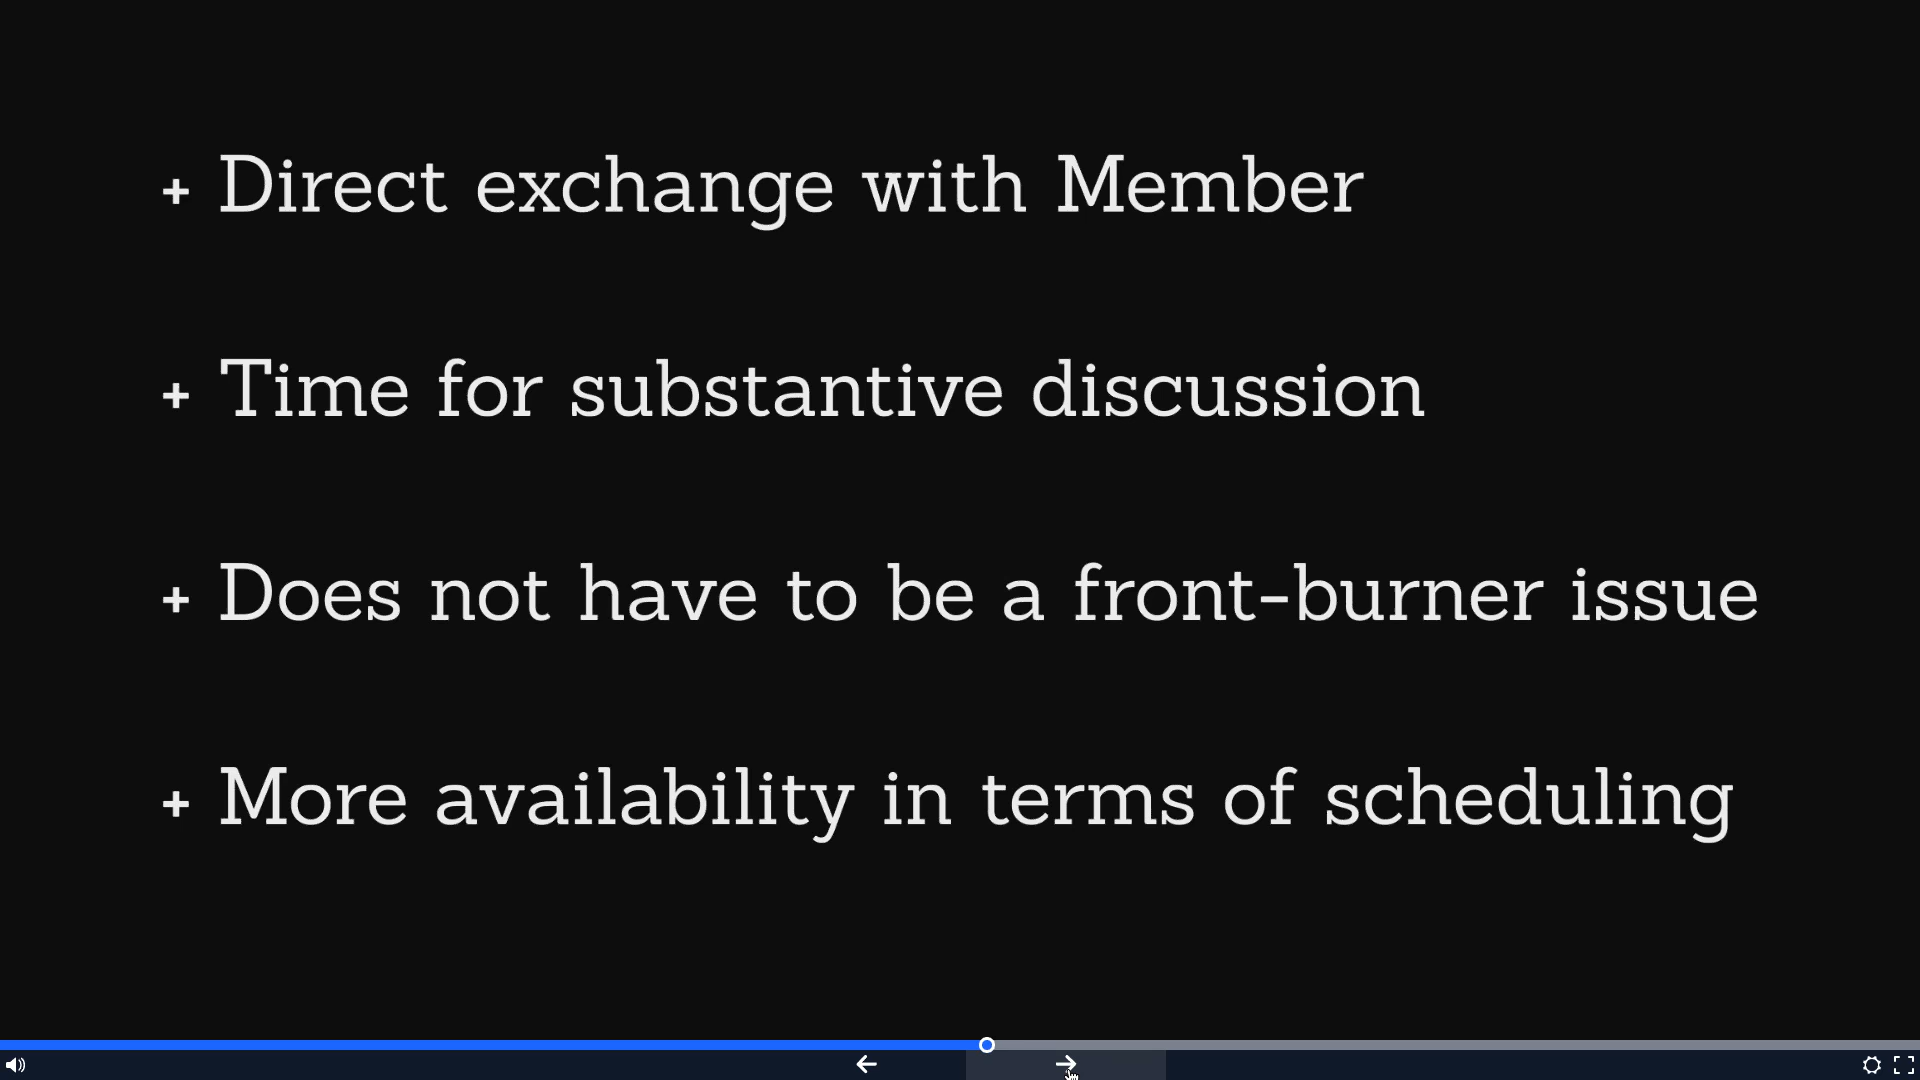 + Direct exchange with Member
+ Time for substantive discussion
+ Does not have to be a front-burner issue
+ More availability in terms of scheduling